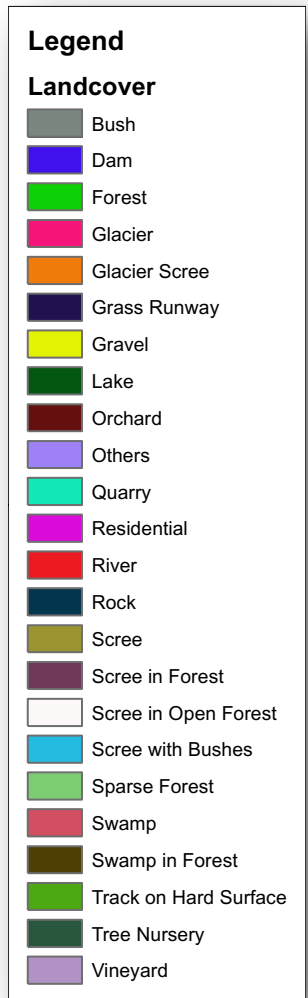 Legend
Landcover
Bush
Dam
Forest
Glacier
Glacier Scree
Grass Runway
Gravel
Lake
Orchard
Others
Quarry
Residential
River
Rock
Scree
Scree in Forest
Scree in Open Forest
Scree with Bushes
Sparse Forest
Swamp
Swamp in Forest
Track on Hard Surface
Tree Nursery
Vineyard